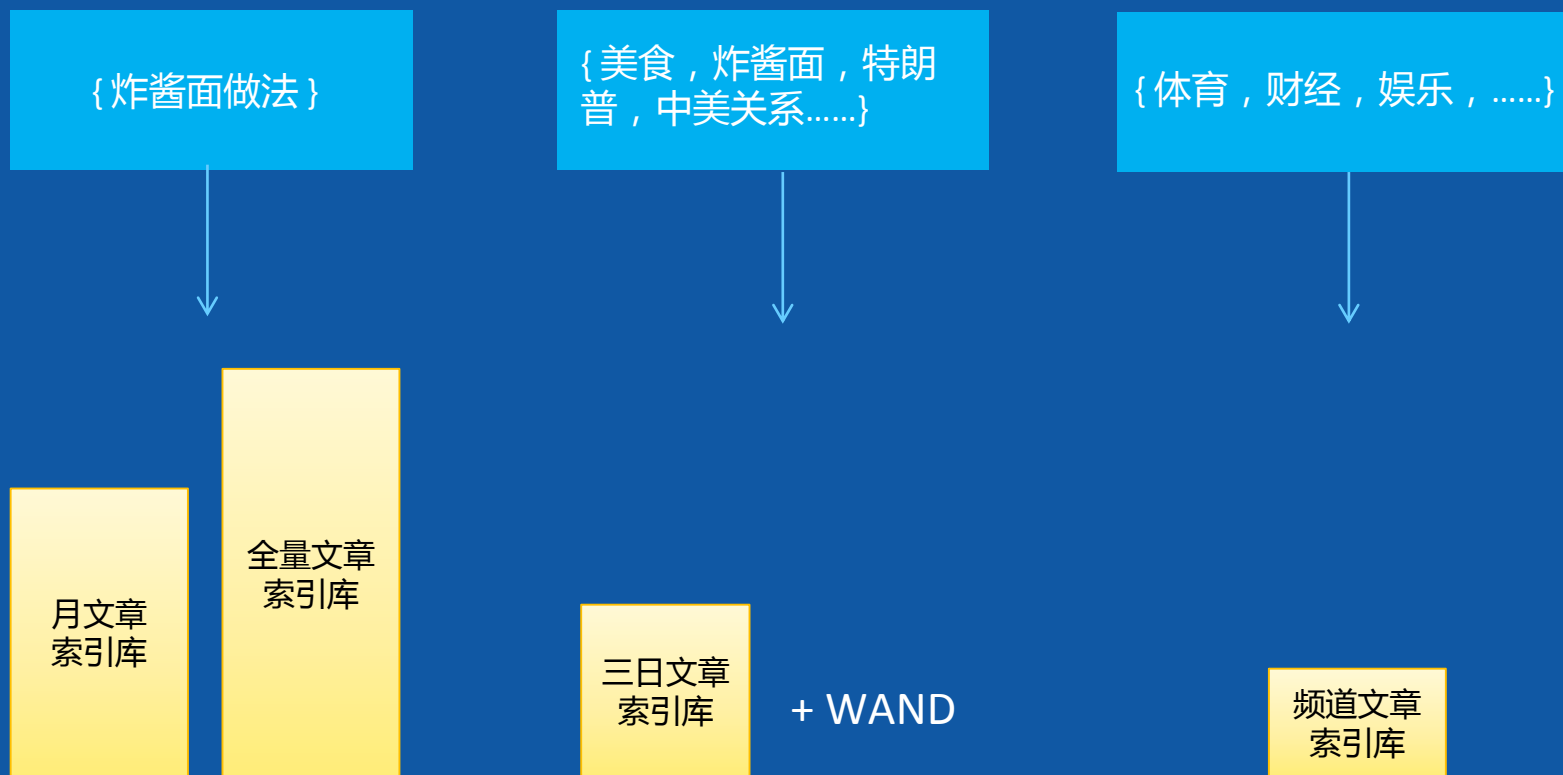 { 炸酱面做法 }
{ 美食，炸酱面，特朗
普，中美关系……}
{ 体育，财经，娱乐，……}
月文章
索引库
全量文章
索引库
三日文章
索引库
+ WAND
频道文章
索引库